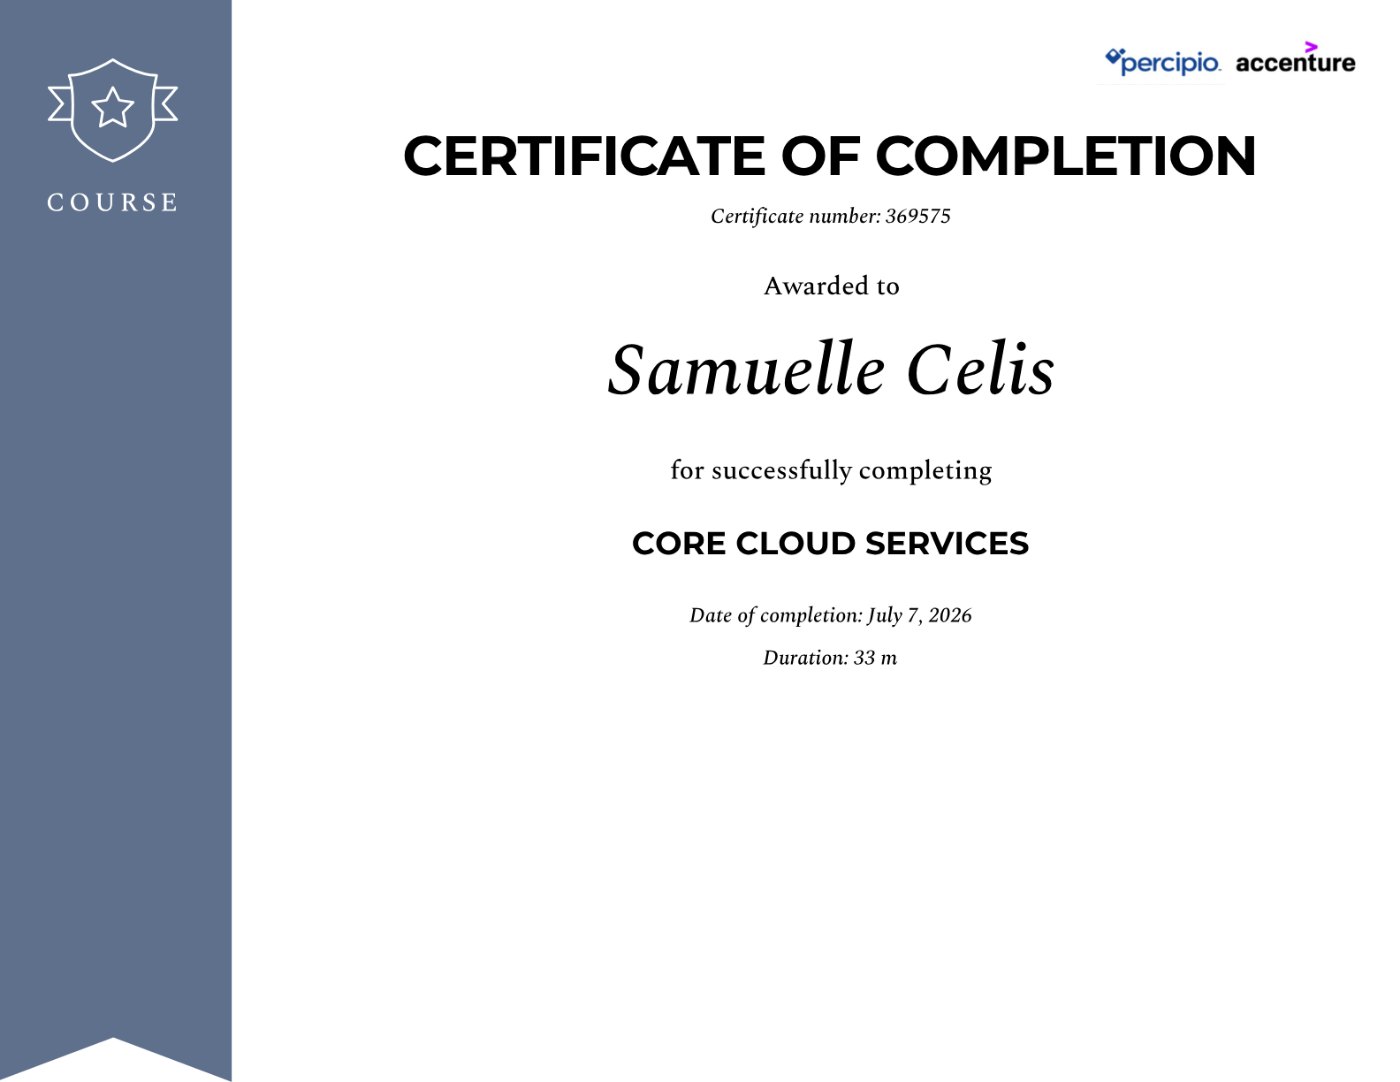 COURSE
percipio accenture
CERTIFICATE OF COMPLETION
Certificate number: 369575
Awarded to
Samuelle Celis
for successfully completing
CORE CLOUD SERVICES
Date of completion: July 7, 2026
Duration: 33 m